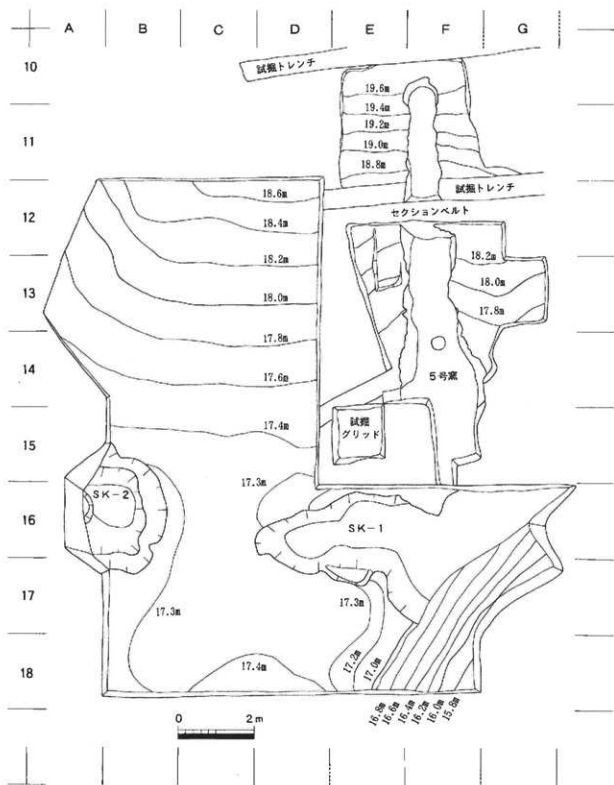 A B C D E F G
10
試掘トレンチ
19.6m
19.4m
11
19.2m
19.0m
18.8m
試掘トレンチ
18.6m
セクションベルト
12
18.4m
18.2m
18.2m
13
18.0m
18.0m
17.8m
17.8m
14
17.6m
5号窯
17.4m
15
試掘
グリッド
17.3m
SK-2
16
SK-1
17
17.3m
17.3m
17.2m
17.0m
18
17.4m
16.8m
16.6m
16.4m
16.2m
16.0m
15.8m
0 2m